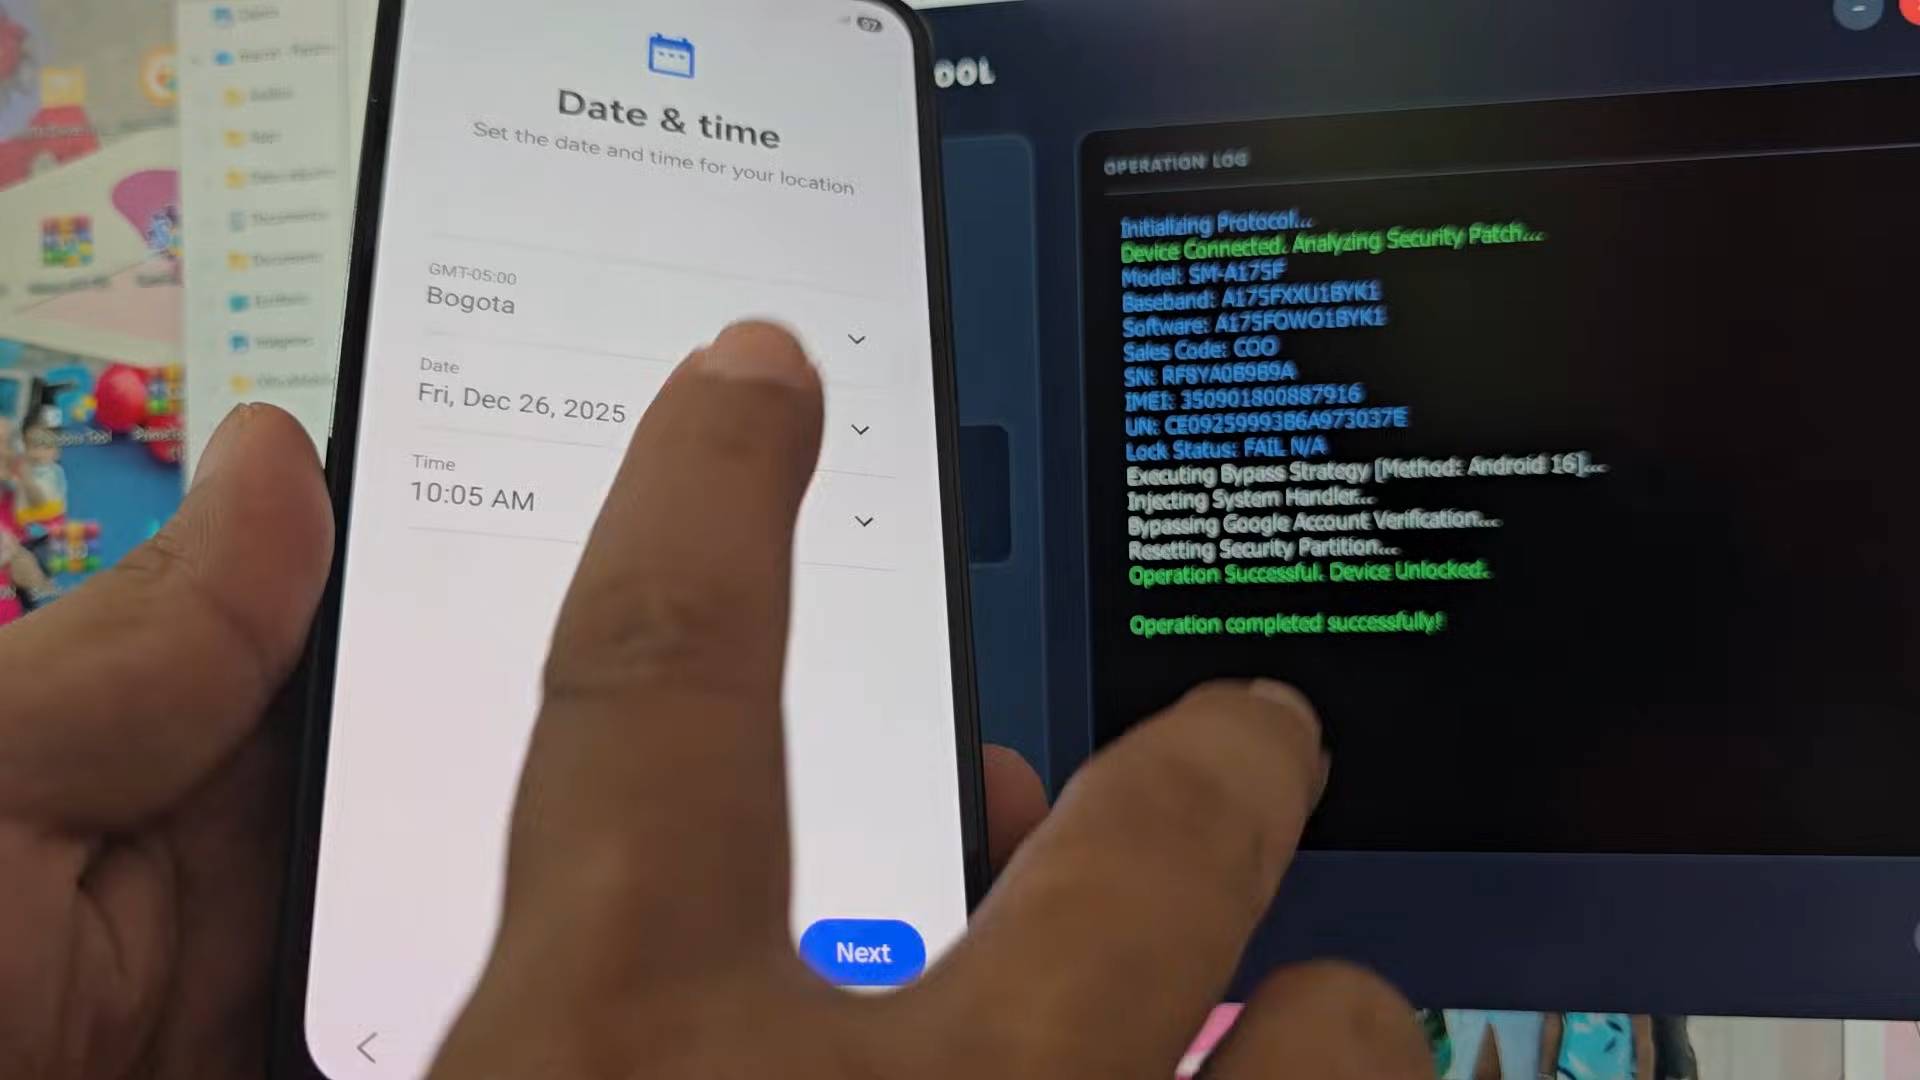 97
Date & time
Set the date and time for your location
GMT-05:00
Bogota
Date
Fri, Dec 26, 2025
Time
10:05 AM
Next
OOL
OPERATION LOG
Initializing Protocol...
Device Connected. Analyzing Security Patch...
Model: SM-A175F
Baseband: A175FXXU1BYK1
Software: A175FOWO1BYK1
Sales Code: COO
SN: RF8YA0B9B9A
IMEI: 350901800887916
UN: CE09259993B6A973037E
Lock Status: FAIL N/A
Executing Bypass Strategy [Method: Android 16]...
Injecting System Handler...
Bypassing Google Account Verification...
Resetting Security Partition...
Operation Successful. Device Unlocked.
Operation completed successfully!